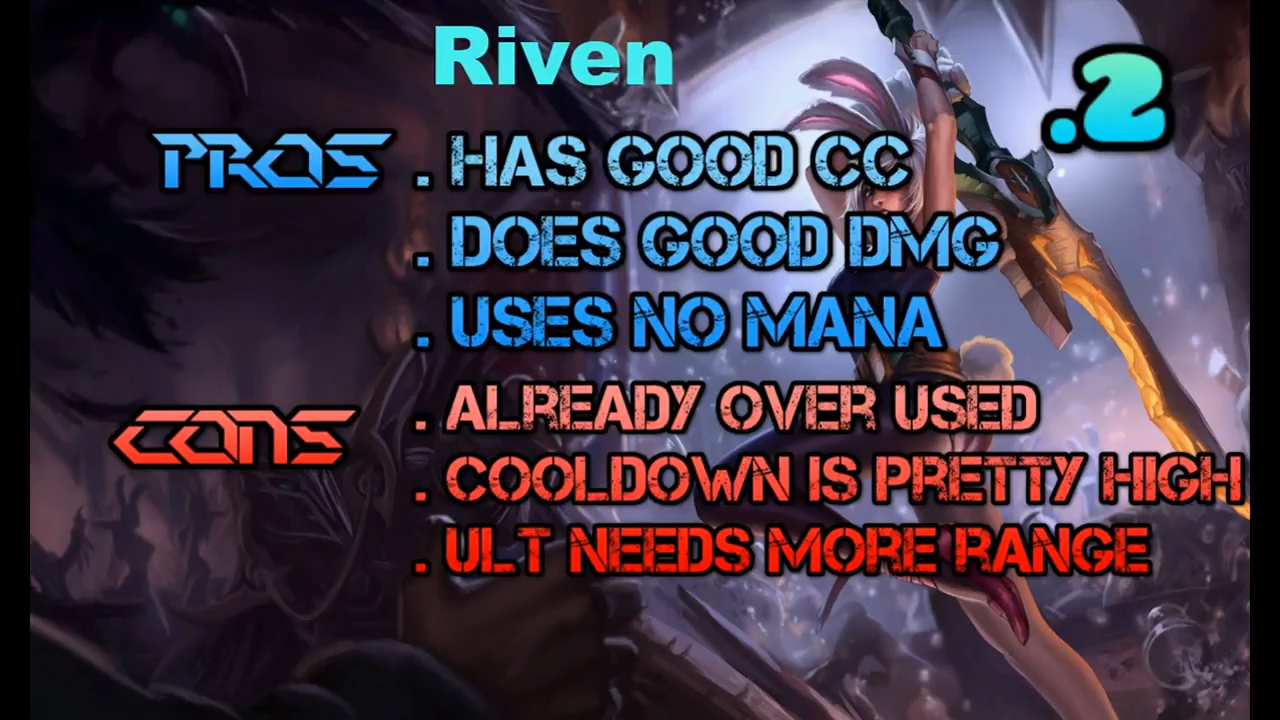 Riven
.2
PROS
. HAS GOOD CC
. DOES GOOD DMG
. USES NO MANA
CONS
. ALREADY OVER USED
. COOLDOWN IS PRETTY HIGH
. ULT NEEDS MORE RANGE